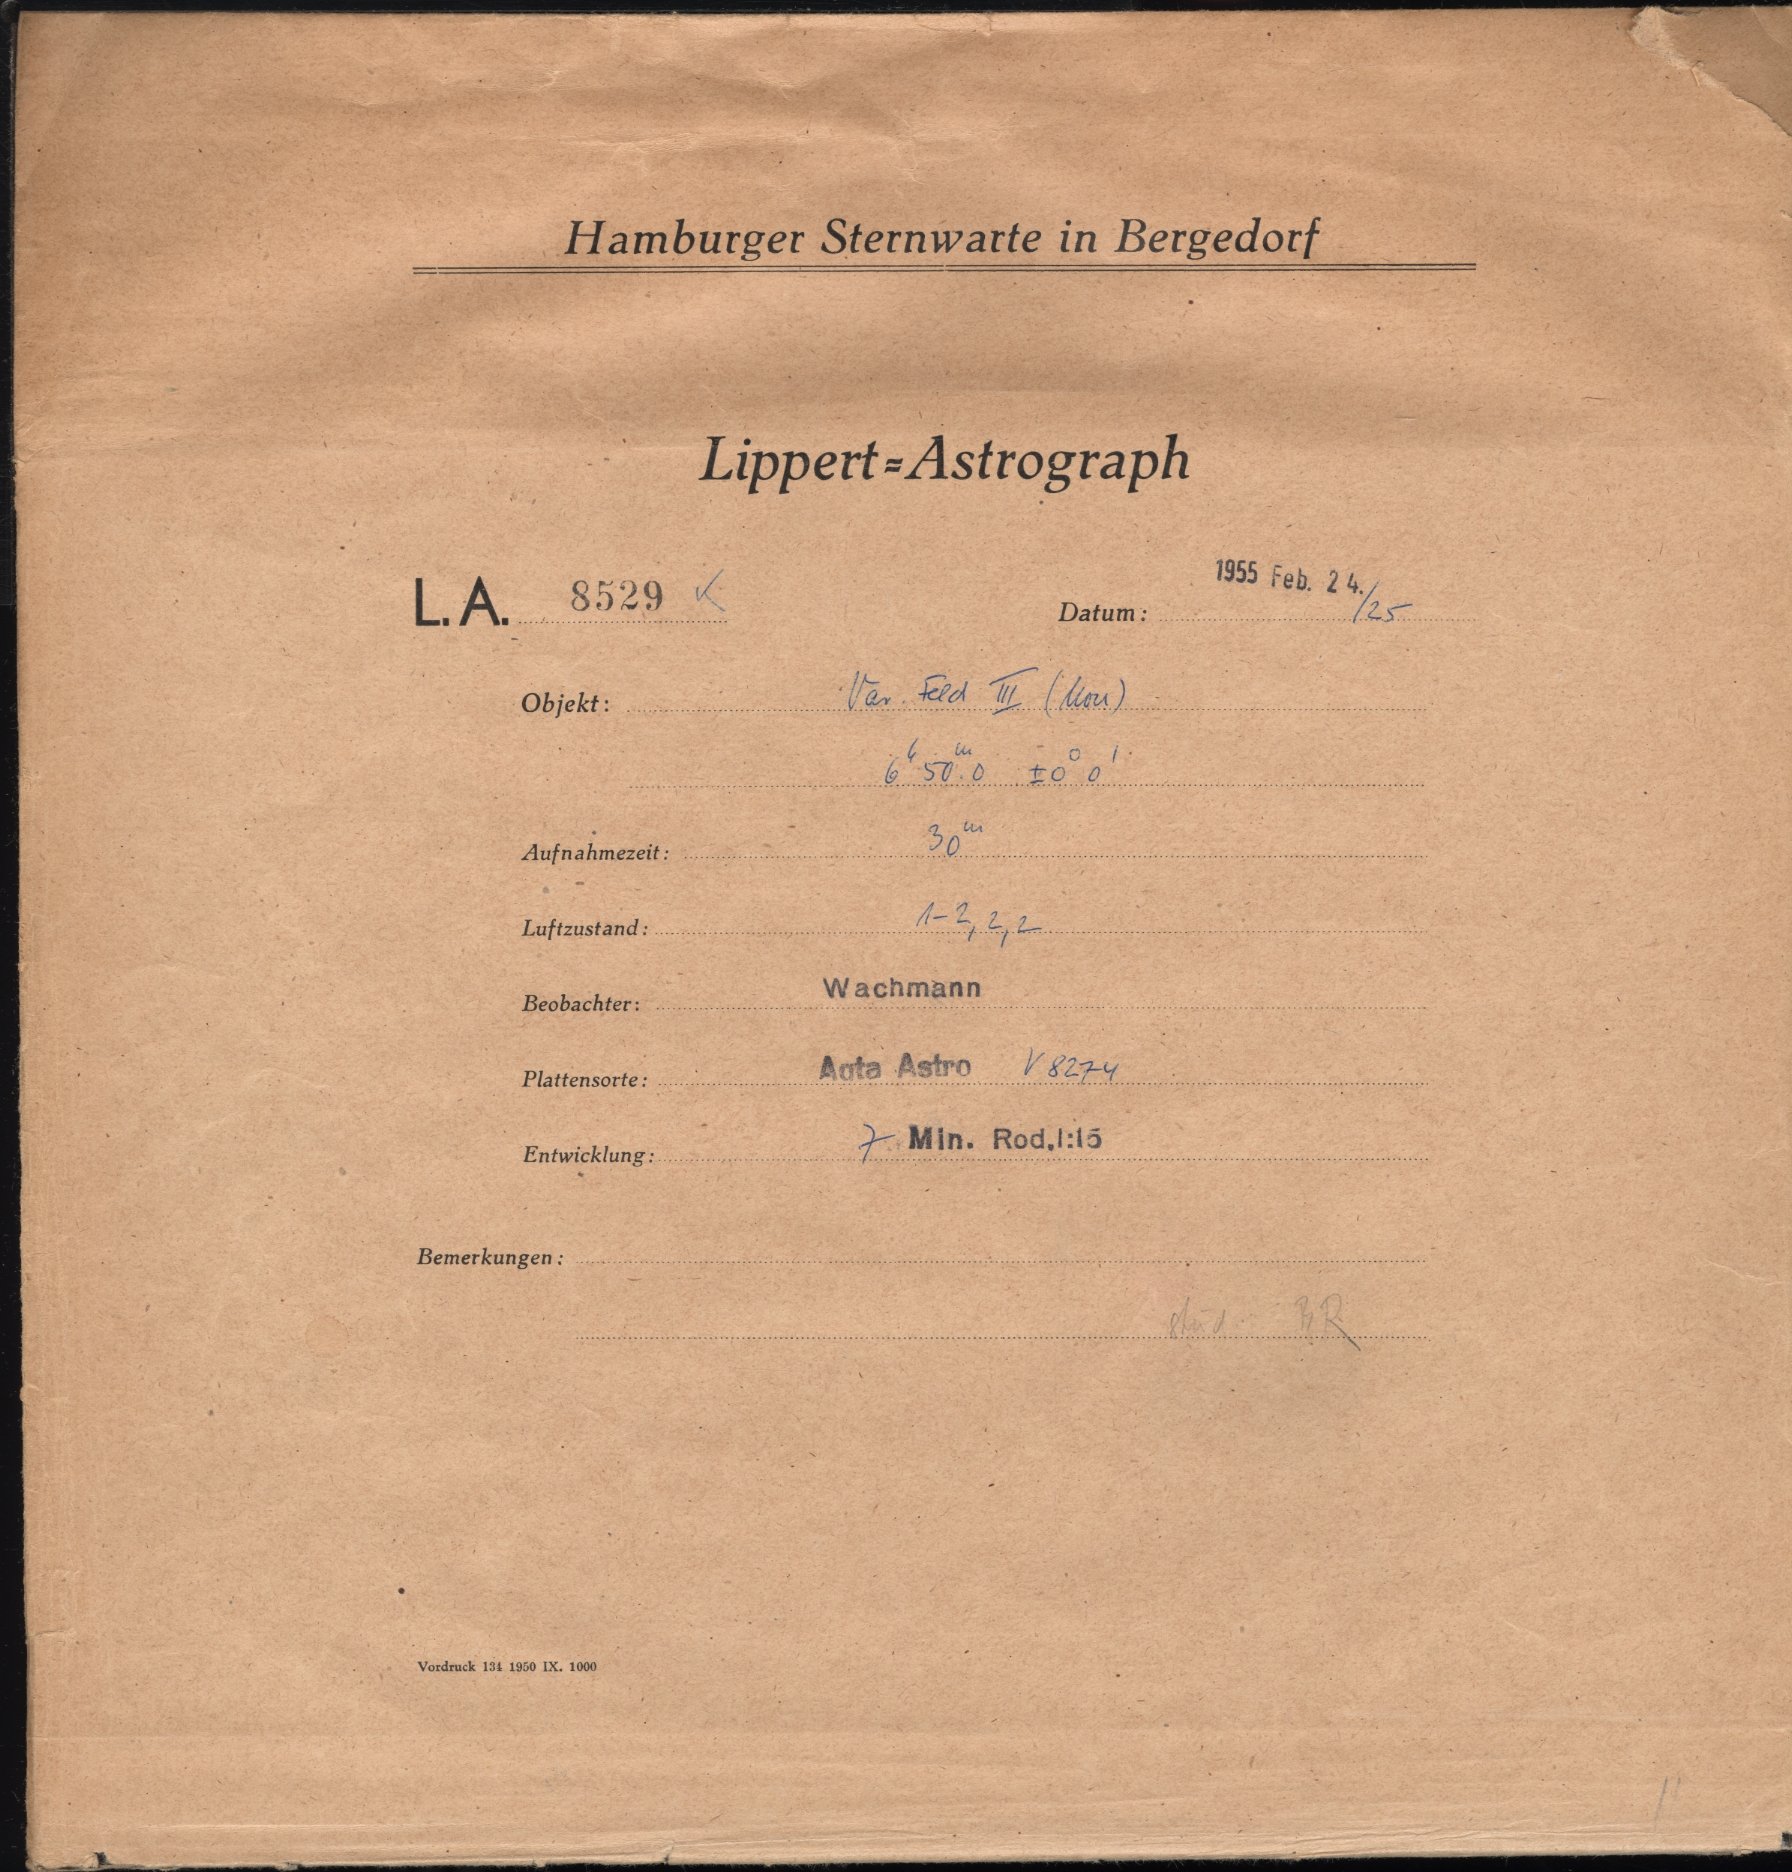 Hamburger Sternwarte in Bergedorf
Lippert=Astrograph
L. A. 8529 Datum: 1955 Feb. 24./25
Objekt: Var. Feld III (Mon)
6h 50m.0 ±0° 0'
Aufnahmezeit: 30m
Luftzustand: 1-2, 2, 2
Beobachter: Wachmann
Plattensorte: Agfa Astro V 8274
Entwicklung: 7 Min. Rod. 1:15
Bemerkungen:
BR
Vordruck 134 1950 IX. 1000